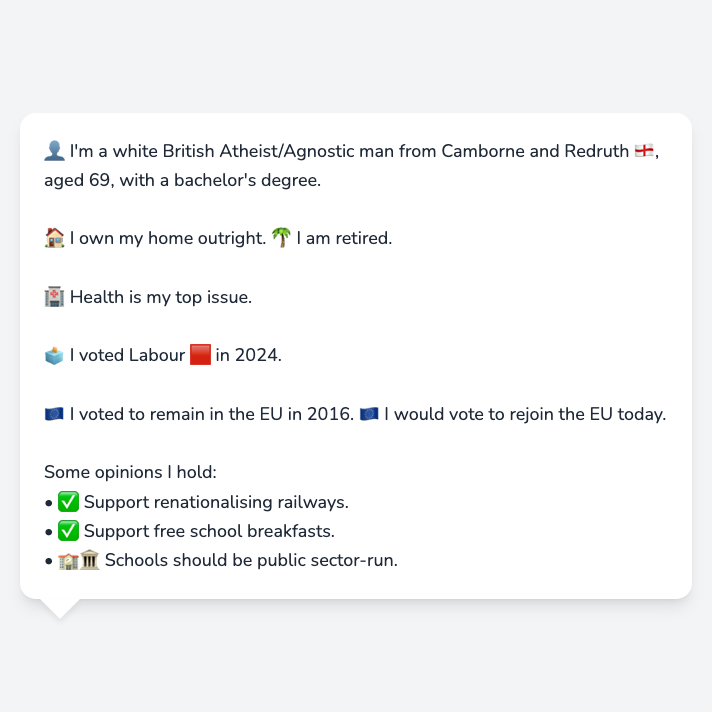 👤 I'm a white British Atheist/Agnostic man from Camborne and Redruth 🏴󠁧󠁢󠁥󠁮󠁧󠁿,
aged 69, with a bachelor's degree.
🏠 I own my home outright. 🌴 I am retired.
🏥 Health is my top issue.
🗳️ I voted Labour 🟥 in 2024.
🇪🇺 I voted to remain in the EU in 2016. 🇪🇺 I would vote to rejoin the EU today.
Some opinions I hold:
• ✅ Support renationalising railways.
• ✅ Support free school breakfasts.
• 🏫🏛️ Schools should be public sector-run.